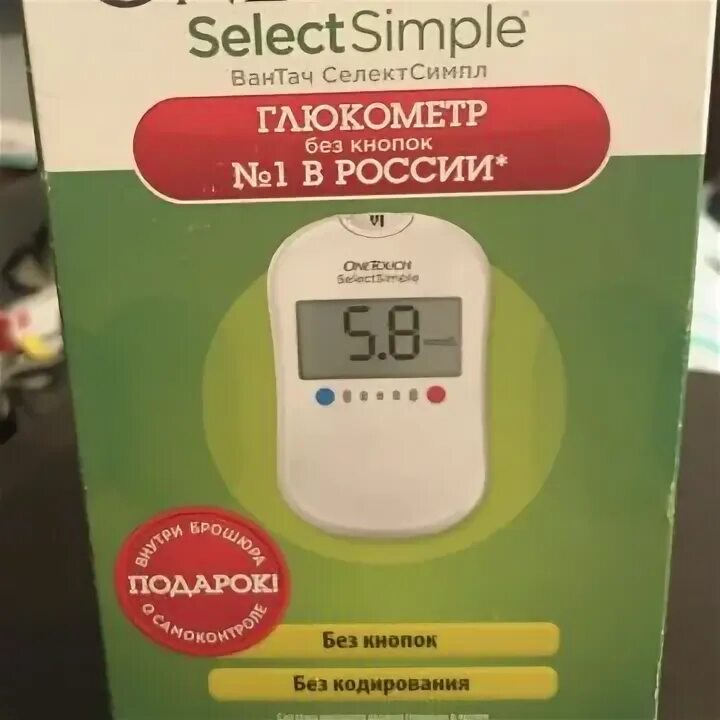 SelectSimple®
ВанТач СелектСимпл
ГЛЮКОМЕТР
без кнопок
№1 В РОССИИ*
ONETOUCH
SelectSimple
5.8
ВНУТРИ БРОШЮРА
ПОДАРОК!
О САМОКОНТРОЛЕ
Без кнопок
Без кодирования